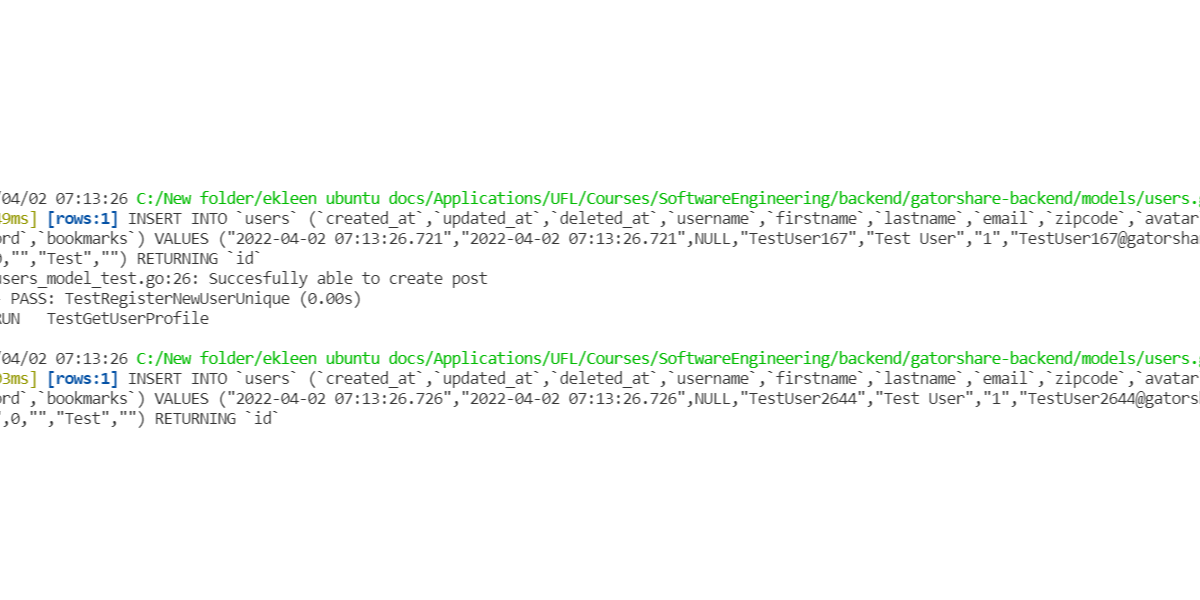 /04/02 07:13:26 C:/New folder/ekleen ubuntu docs/Applications/UFL/Courses/SoftwareEngineering/backend/gatorshare-backend/models/users.g
9ms] [rows:1] INSERT INTO `users` (`created_at`,`updated_at`,`deleted_at`,`username`,`firstname`,`lastname`,`email`,`zipcode`,`avatar
ord`,`bookmarks`) VALUES ("2022-04-02 07:13:26.721","2022-04-02 07:13:26.721",NULL,"TestUser167","Test User","1","TestUser167@gatorsha
,"","Test","") RETURNING `id`
users_model_test.go:26: Succesfully able to create post
PASS: TestRegisterNewUserUnique (0.00s)
RUN   TestGetUserProfile
/04/02 07:13:26 C:/New folder/ekleen ubuntu docs/Applications/UFL/Courses/SoftwareEngineering/backend/gatorshare-backend/models/users.g
3ms] [rows:1] INSERT INTO `users` (`created_at`,`updated_at`,`deleted_at`,`username`,`firstname`,`lastname`,`email`,`zipcode`,`avatar
ord`,`bookmarks`) VALUES ("2022-04-02 07:13:26.726","2022-04-02 07:13:26.726",NULL,"TestUser2644","Test User","1","TestUser2644@gatorsh
",0,"","Test","") RETURNING `id`